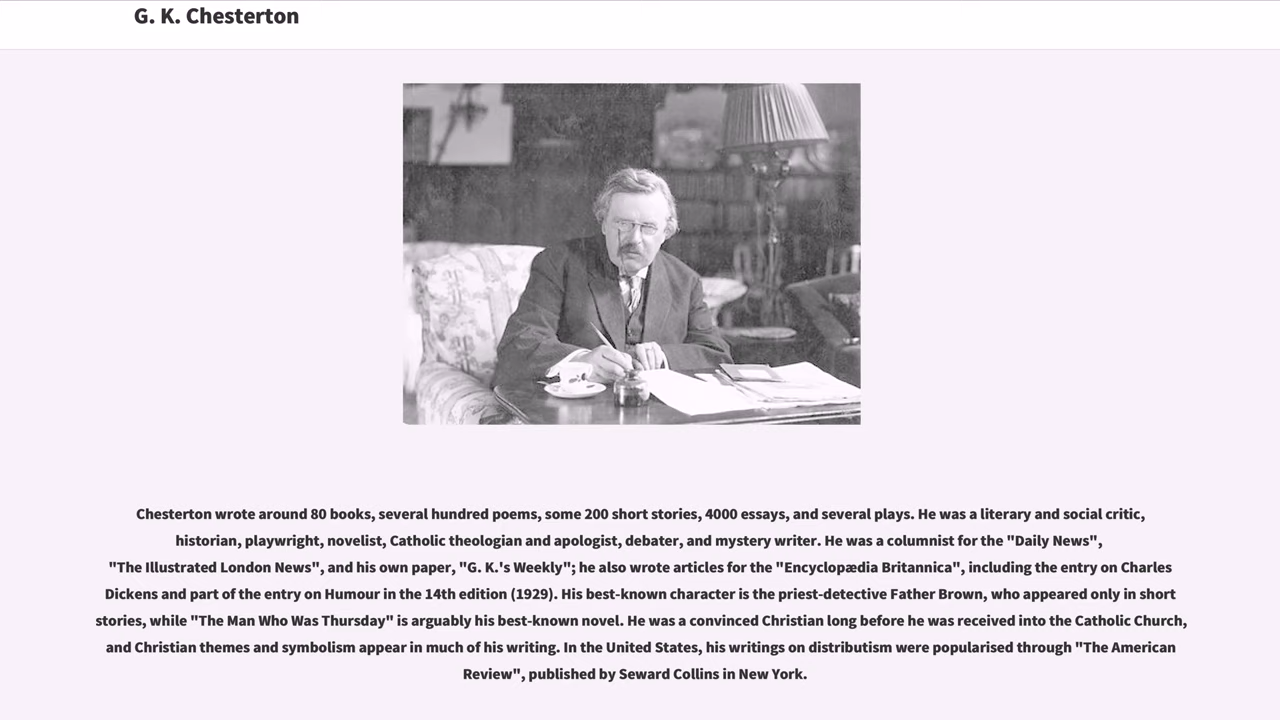 G. K. Chesterton
Chesterton wrote around 80 books, several hundred poems, some 200 short stories, 4000 essays, and several plays. He was a literary and social critic,
historian, playwright, novelist, Catholic theologian and apologist, debater, and mystery writer. He was a columnist for the "Daily News",
"The Illustrated London News", and his own paper, "G. K.'s Weekly"; he also wrote articles for the "Encyclopædia Britannica", including the entry on Charles
Dickens and part of the entry on Humour in the 14th edition (1929). His best-known character is the priest-detective Father Brown, who appeared only in short
stories, while "The Man Who Was Thursday" is arguably his best-known novel. He was a convinced Christian long before he was received into the Catholic Church,
and Christian themes and symbolism appear in much of his writing. In the United States, his writings on distributism were popularised through "The American
Review", published by Seward Collins in New York.